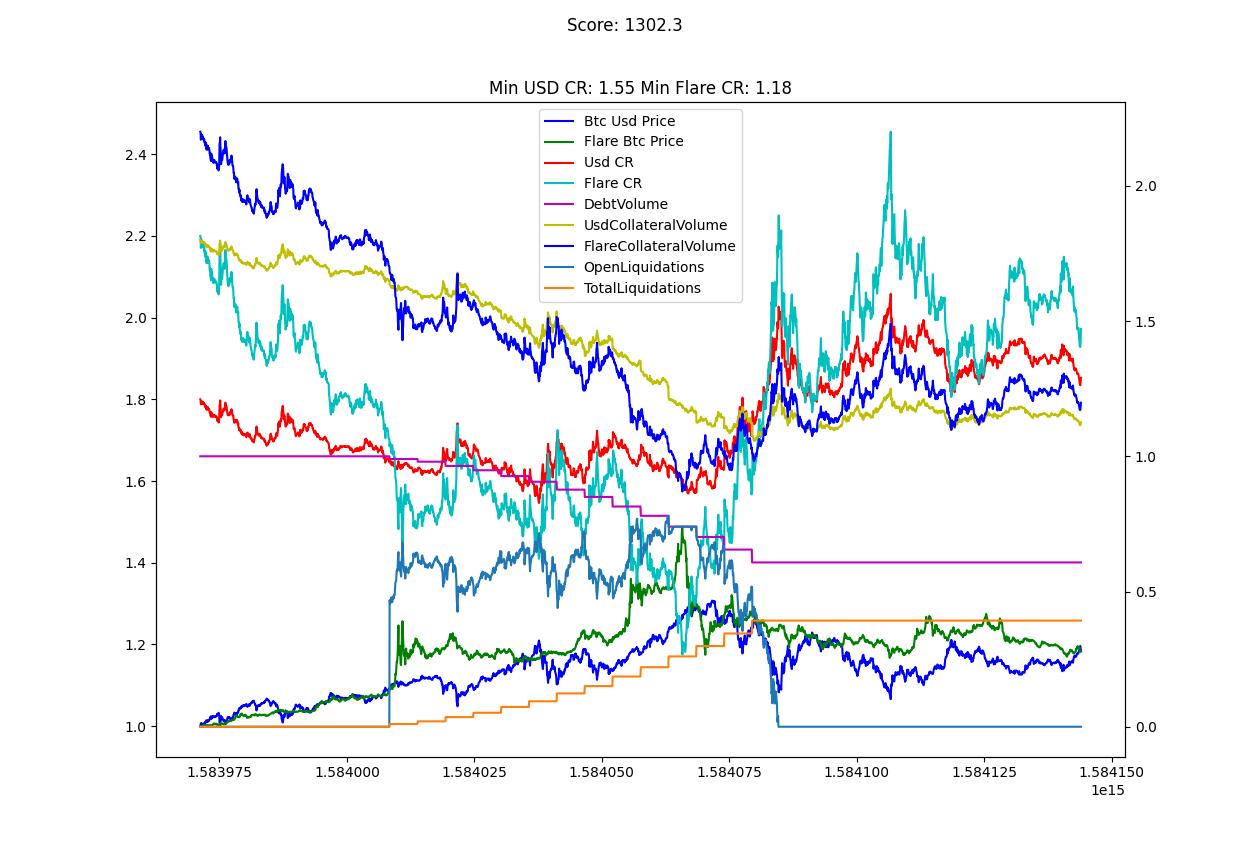 Score: 1302.3
Min USD CR: 1.55 Min Flare CR: 1.18
Btc Usd Price
Flare Btc Price
Usd CR
Flare CR
DebtVolume
UsdCollateralVolume
FlareCollateralVolume
OpenLiquidations
TotalLiquidations
2.4
2.2
2.0
1.8
1.6
1.4
1.2
1.0
2.0
1.5
1.0
0.5
0.0
1.583975 1.584000 1.584025 1.584050 1.584075 1.584100 1.584125 1.584150
1e15